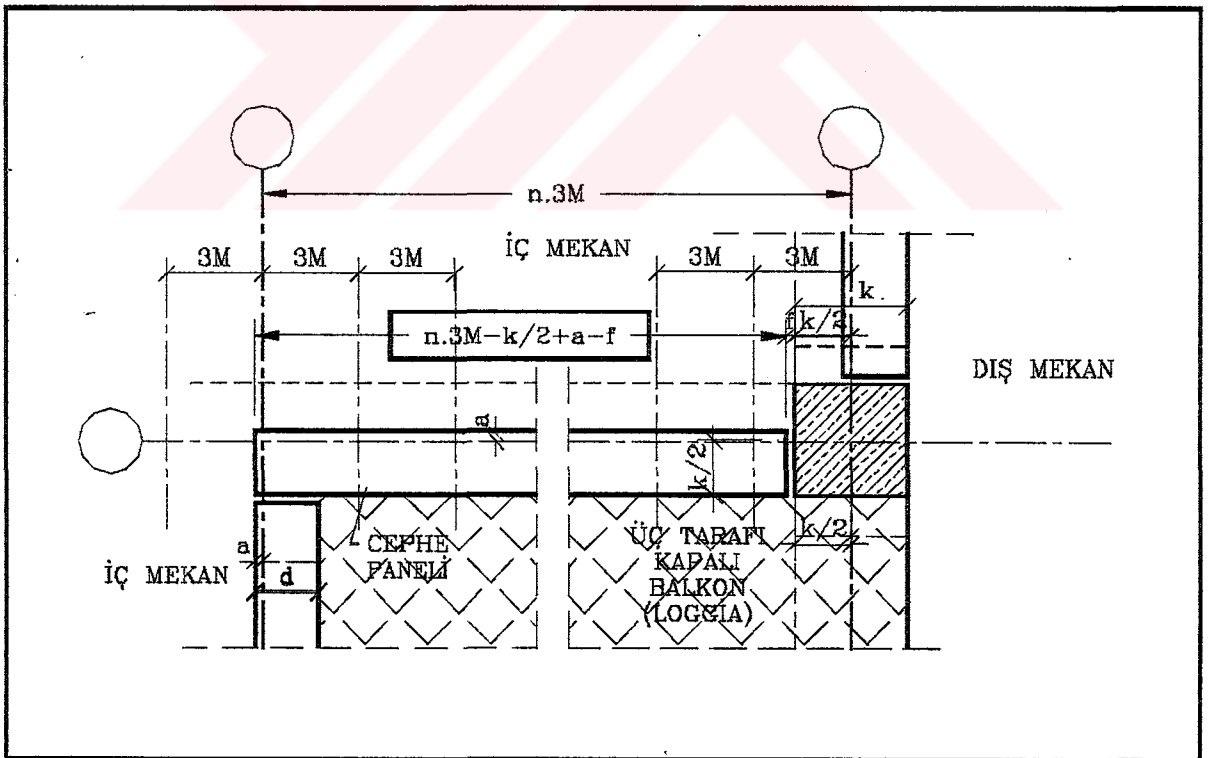 n.3M
İÇ MEKAN
3M 3M 3M 3M 3M
k
n.3M-k/2+a-f
f k/2
DIŞ MEKAN
a
k/2
CEPHE
PANELİ
ÜÇ TARAFI
KAPALI
BALKON
(LOGGIA)
k/2
a
İÇ MEKAN
d